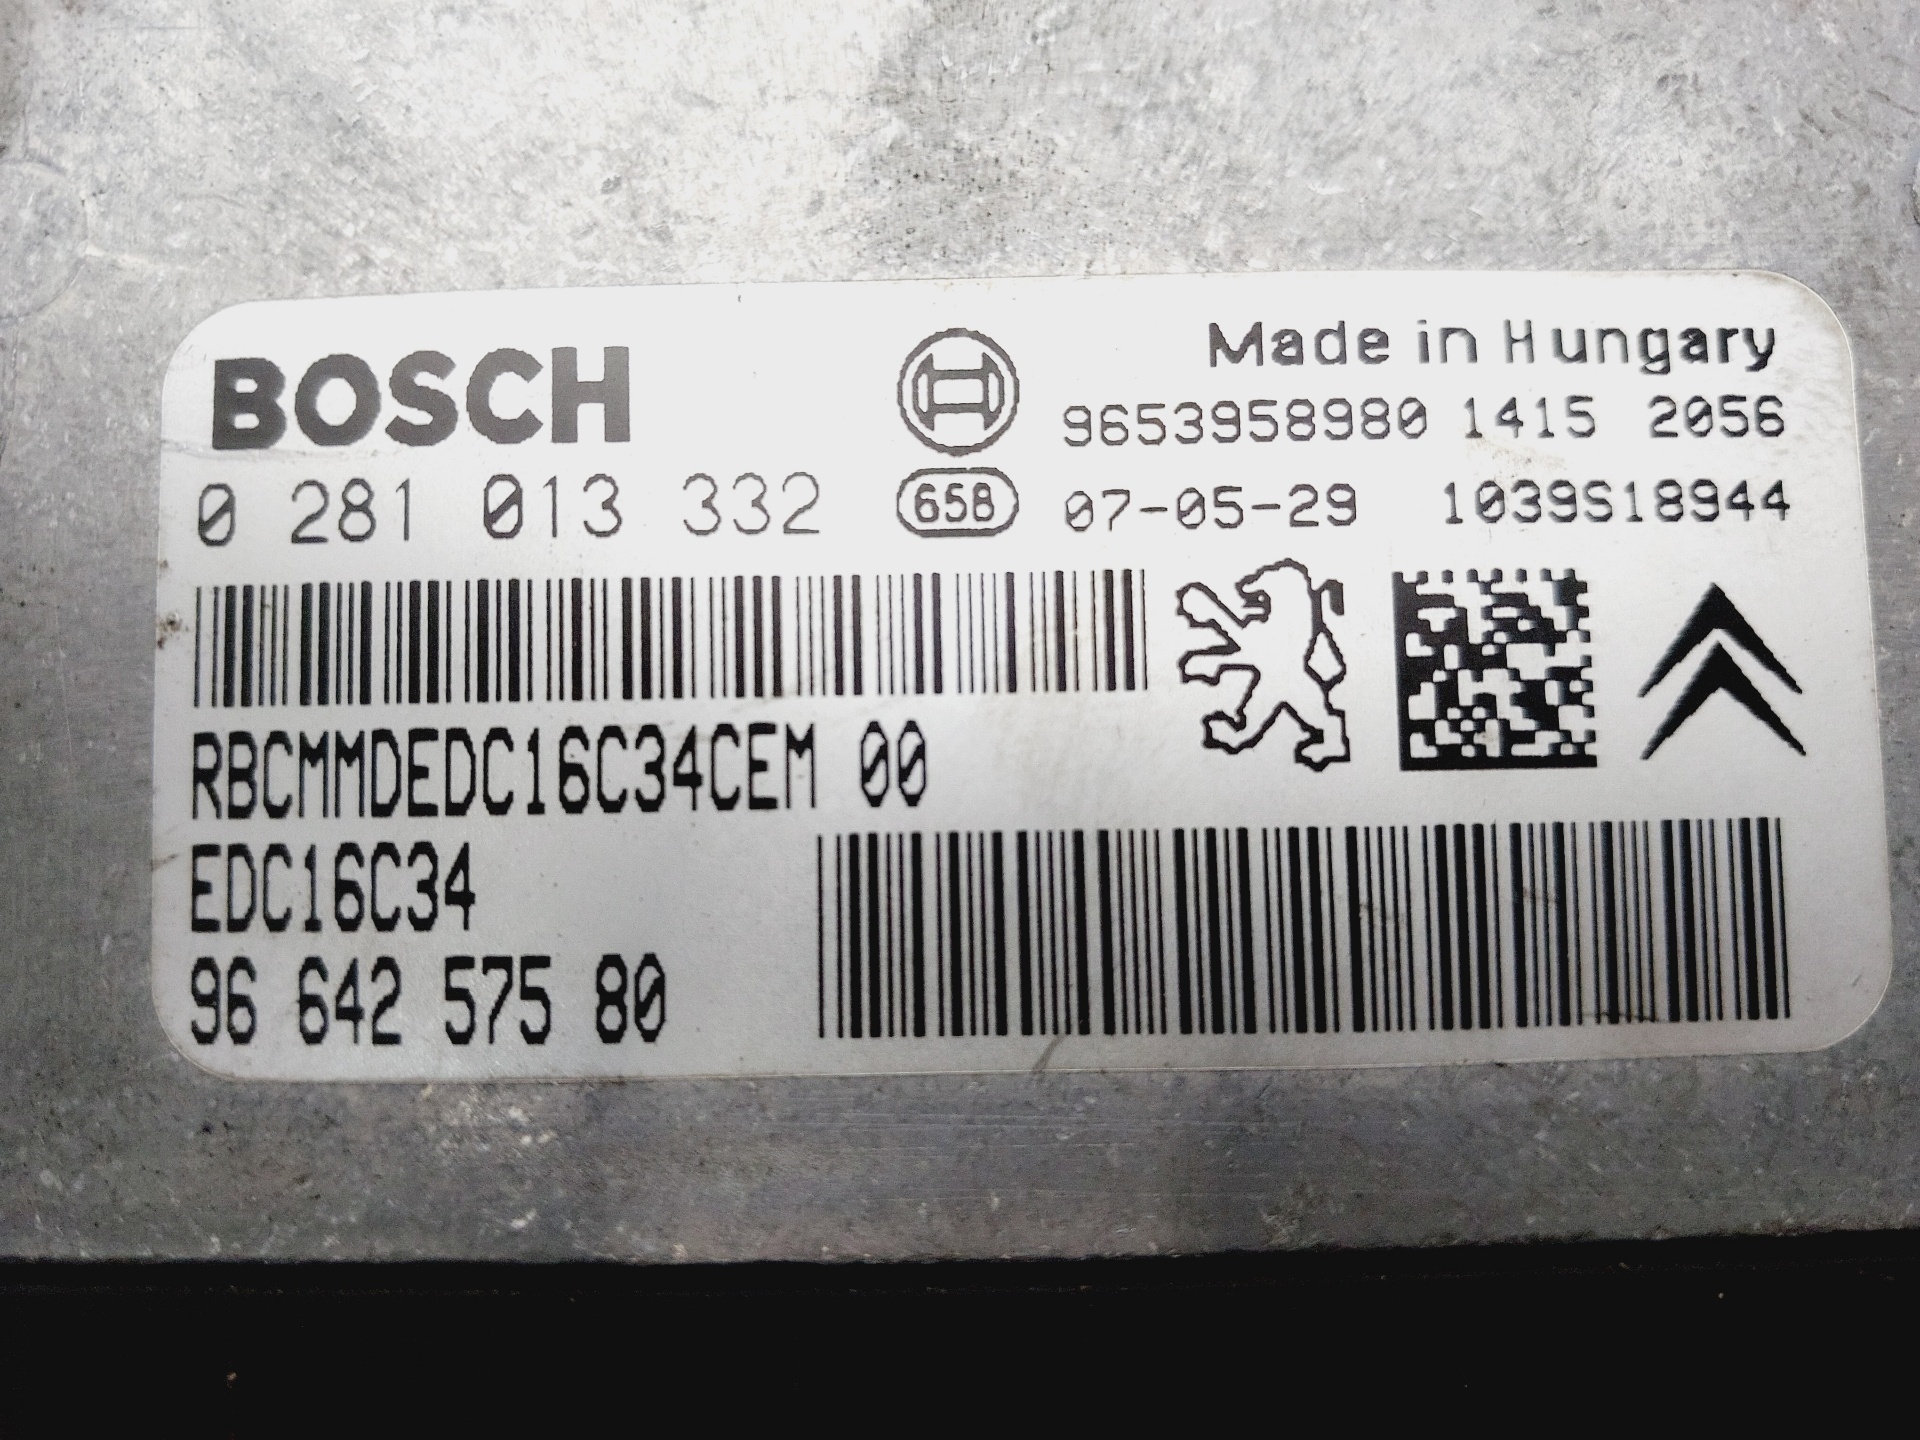 BOSCH
Made in Hungary
9653958980 1415 2056
0 281 013 332
65B
07-05-29 1039S18944
RBCMMDEDC16C34CEM 00
EDC16C34
96 642 575 80